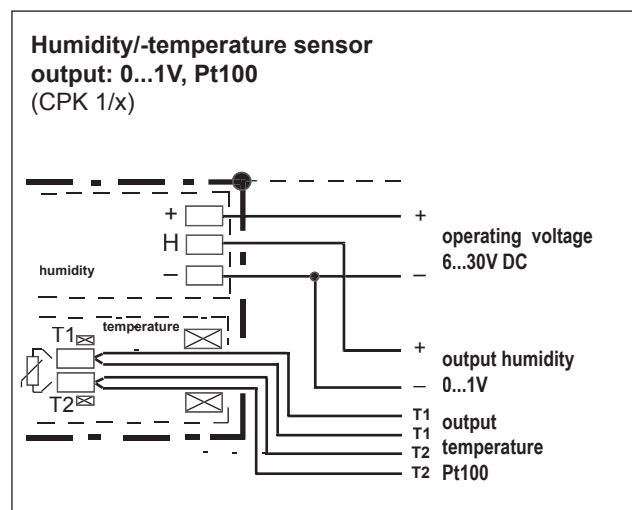 Humidity/-temperature sensor
output: 0...1V, Pt100
(CPK 1/x)
+
H
–
humidity
+
operating voltage
6...30V DC
–
temperature
T1
T2
+
output humidity
–
0...1V
T1
output
T1
temperature
T2
T2
Pt100